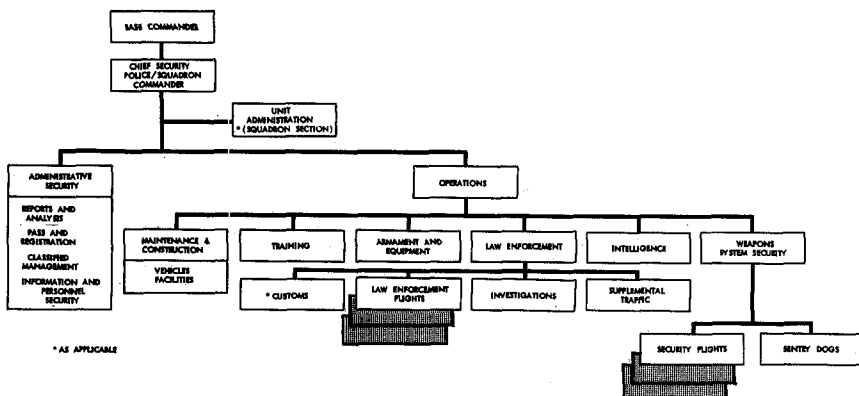 BASE COMMANDER
CHIEF SECURITY
POLICE/SQUADRON
COMMANDER
UNIT
ADMINISTRATION
* (SQUADRON SECTION)
ADMINISTRATIVE
SECURITY
REPORTS AND
ANALYSIS
PASS AND
REGISTRATION
CLASSIFIED
MANAGEMENT
INFORMATION AND
PERSONNEL
SECURITY
OPERATIONS
MAINTENANCE &
CONSTRUCTION
VEHICLES
FACILITIES
TRAINING
ARMAMENT AND
EQUIPMENT
LAW ENFORCEMENT
INTELLIGENCE
WEAPONS
SYSTEM SECURITY
* CUSTOMS
LAW ENFORCEMENT
FLIGHTS
INVESTIGATIONS
SUPPLEMENTAL
TRAFFIC
SECURITY FLIGHTS
SENTRY DOGS
* AS APPLICABLE